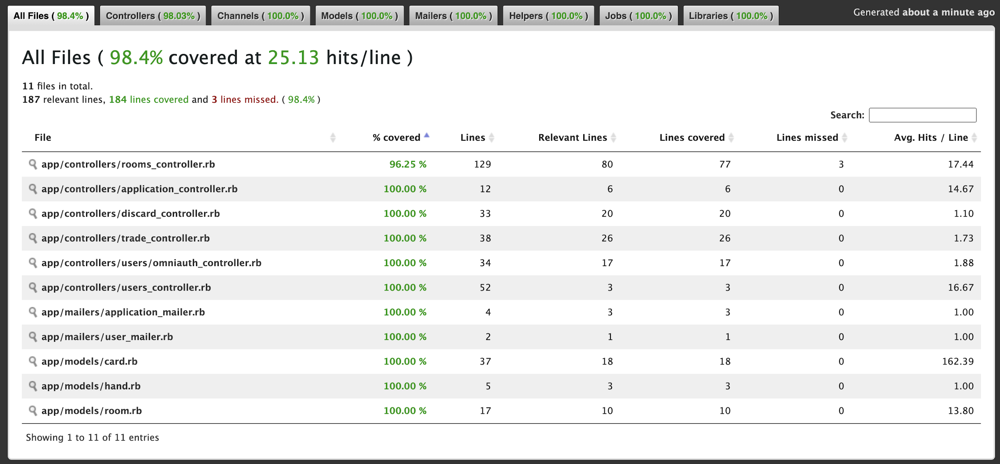 All Files ( 98.4% ) Controllers ( 98.03% ) Channels ( 100.0% ) Models ( 100.0% ) Mailers ( 100.0% ) Helpers ( 100.0% ) Jobs ( 100.0% ) Libraries ( 100.0% ) Generated about a minute ago
All Files ( 98.4% covered at 25.13 hits/line )
11 files in total.
187 relevant lines, 184 lines covered and 3 lines missed. ( 98.4% )
Search:
File % covered Lines Relevant Lines Lines covered Lines missed Avg. Hits / Line
app/controllers/rooms_controller.rb 96.25 % 129 80 77 3 17.44
app/controllers/application_controller.rb 100.00 % 12 6 6 0 14.67
app/controllers/discard_controller.rb 100.00 % 33 20 20 0 1.10
app/controllers/trade_controller.rb 100.00 % 38 26 26 0 1.73
app/controllers/users/omniauth_controller.rb 100.00 % 34 17 17 0 1.88
app/controllers/users_controller.rb 100.00 % 52 3 3 0 16.67
app/mailers/application_mailer.rb 100.00 % 4 3 3 0 1.00
app/mailers/user_mailer.rb 100.00 % 2 1 1 0 1.00
app/models/card.rb 100.00 % 37 18 18 0 162.39
app/models/hand.rb 100.00 % 5 3 3 0 1.00
app/models/room.rb 100.00 % 17 10 10 0 13.80
Showing 1 to 11 of 11 entries